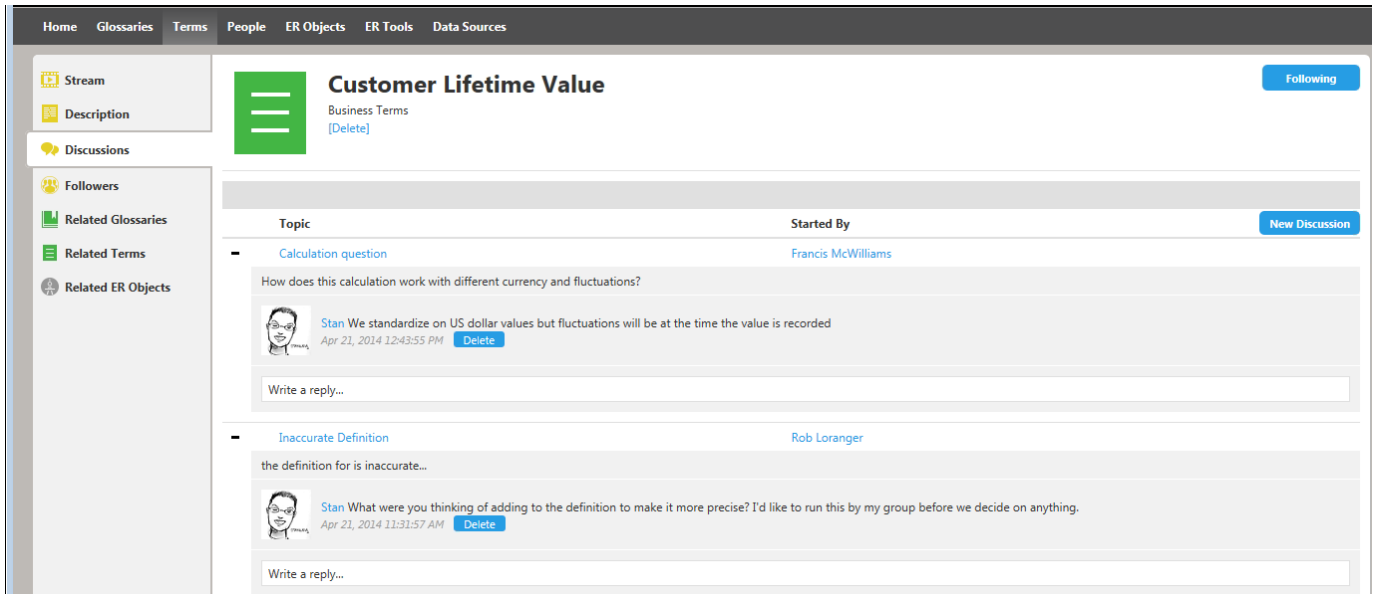 Home Glossaries Terms People ER Objects ER Tools Data Sources
Stream
Description
Discussions
Followers
Related Glossaries
Related Terms
Related ER Objects
Customer Lifetime Value
Business Terms
[Delete]
Following
Topic Started By New Discussion
Calculation question Francis McWilliams
How does this calculation work with different currency and fluctuations?
Stan We standardize on US dollar values but fluctuations will be at the time the value is recorded
Apr 21, 2014 12:43:55 PM Delete
Write a reply...
Inaccurate Definition Rob Loranger
the definition for is inaccurate...
Stan What were you thinking of adding to the definition to make it more precise? I'd like to run this by my group before we decide on anything.
Apr 21, 2014 11:31:57 AM Delete
Write a reply...